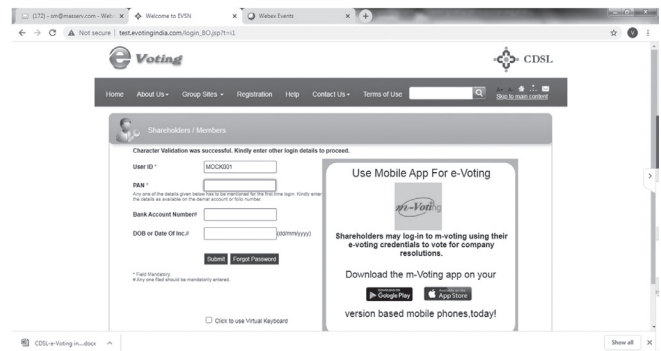 (172) - sm@masserv.com - Webm
Welcome to EVSN
Webex Events
Not secure | test.evotingindia.com/login_BO.jsp?t=i1
e Voting
CDSL
Home About Us Group Sites Registration Help Contact Us Terms of Use
Skip to main content
Shareholders / Members
Character Validation was successful. Kindly enter other login details to proceed.
User ID * MOCK001
PAN *
Any one of the details given below has to be mentioned for the first time login. Kindly enter
the details as available on the demat account or folio number.
Bank Account Number#
DOB or Date Of Inc.# (dd/mm/yyyy)
Submit Forgot Password
* Field Mandatory.
# Any one filed should be mandatorily entered.
Click to use Virtual Keyboard
Use Mobile App For e-Voting
m-Voting
Shareholders may log-in to m-voting using their
e-voting credentials to vote for company
resolutions.
Download the m-Voting app on your
Google Play
App Store
version based mobile phones,today!
CDSL-e-Voting in....docx
Show all